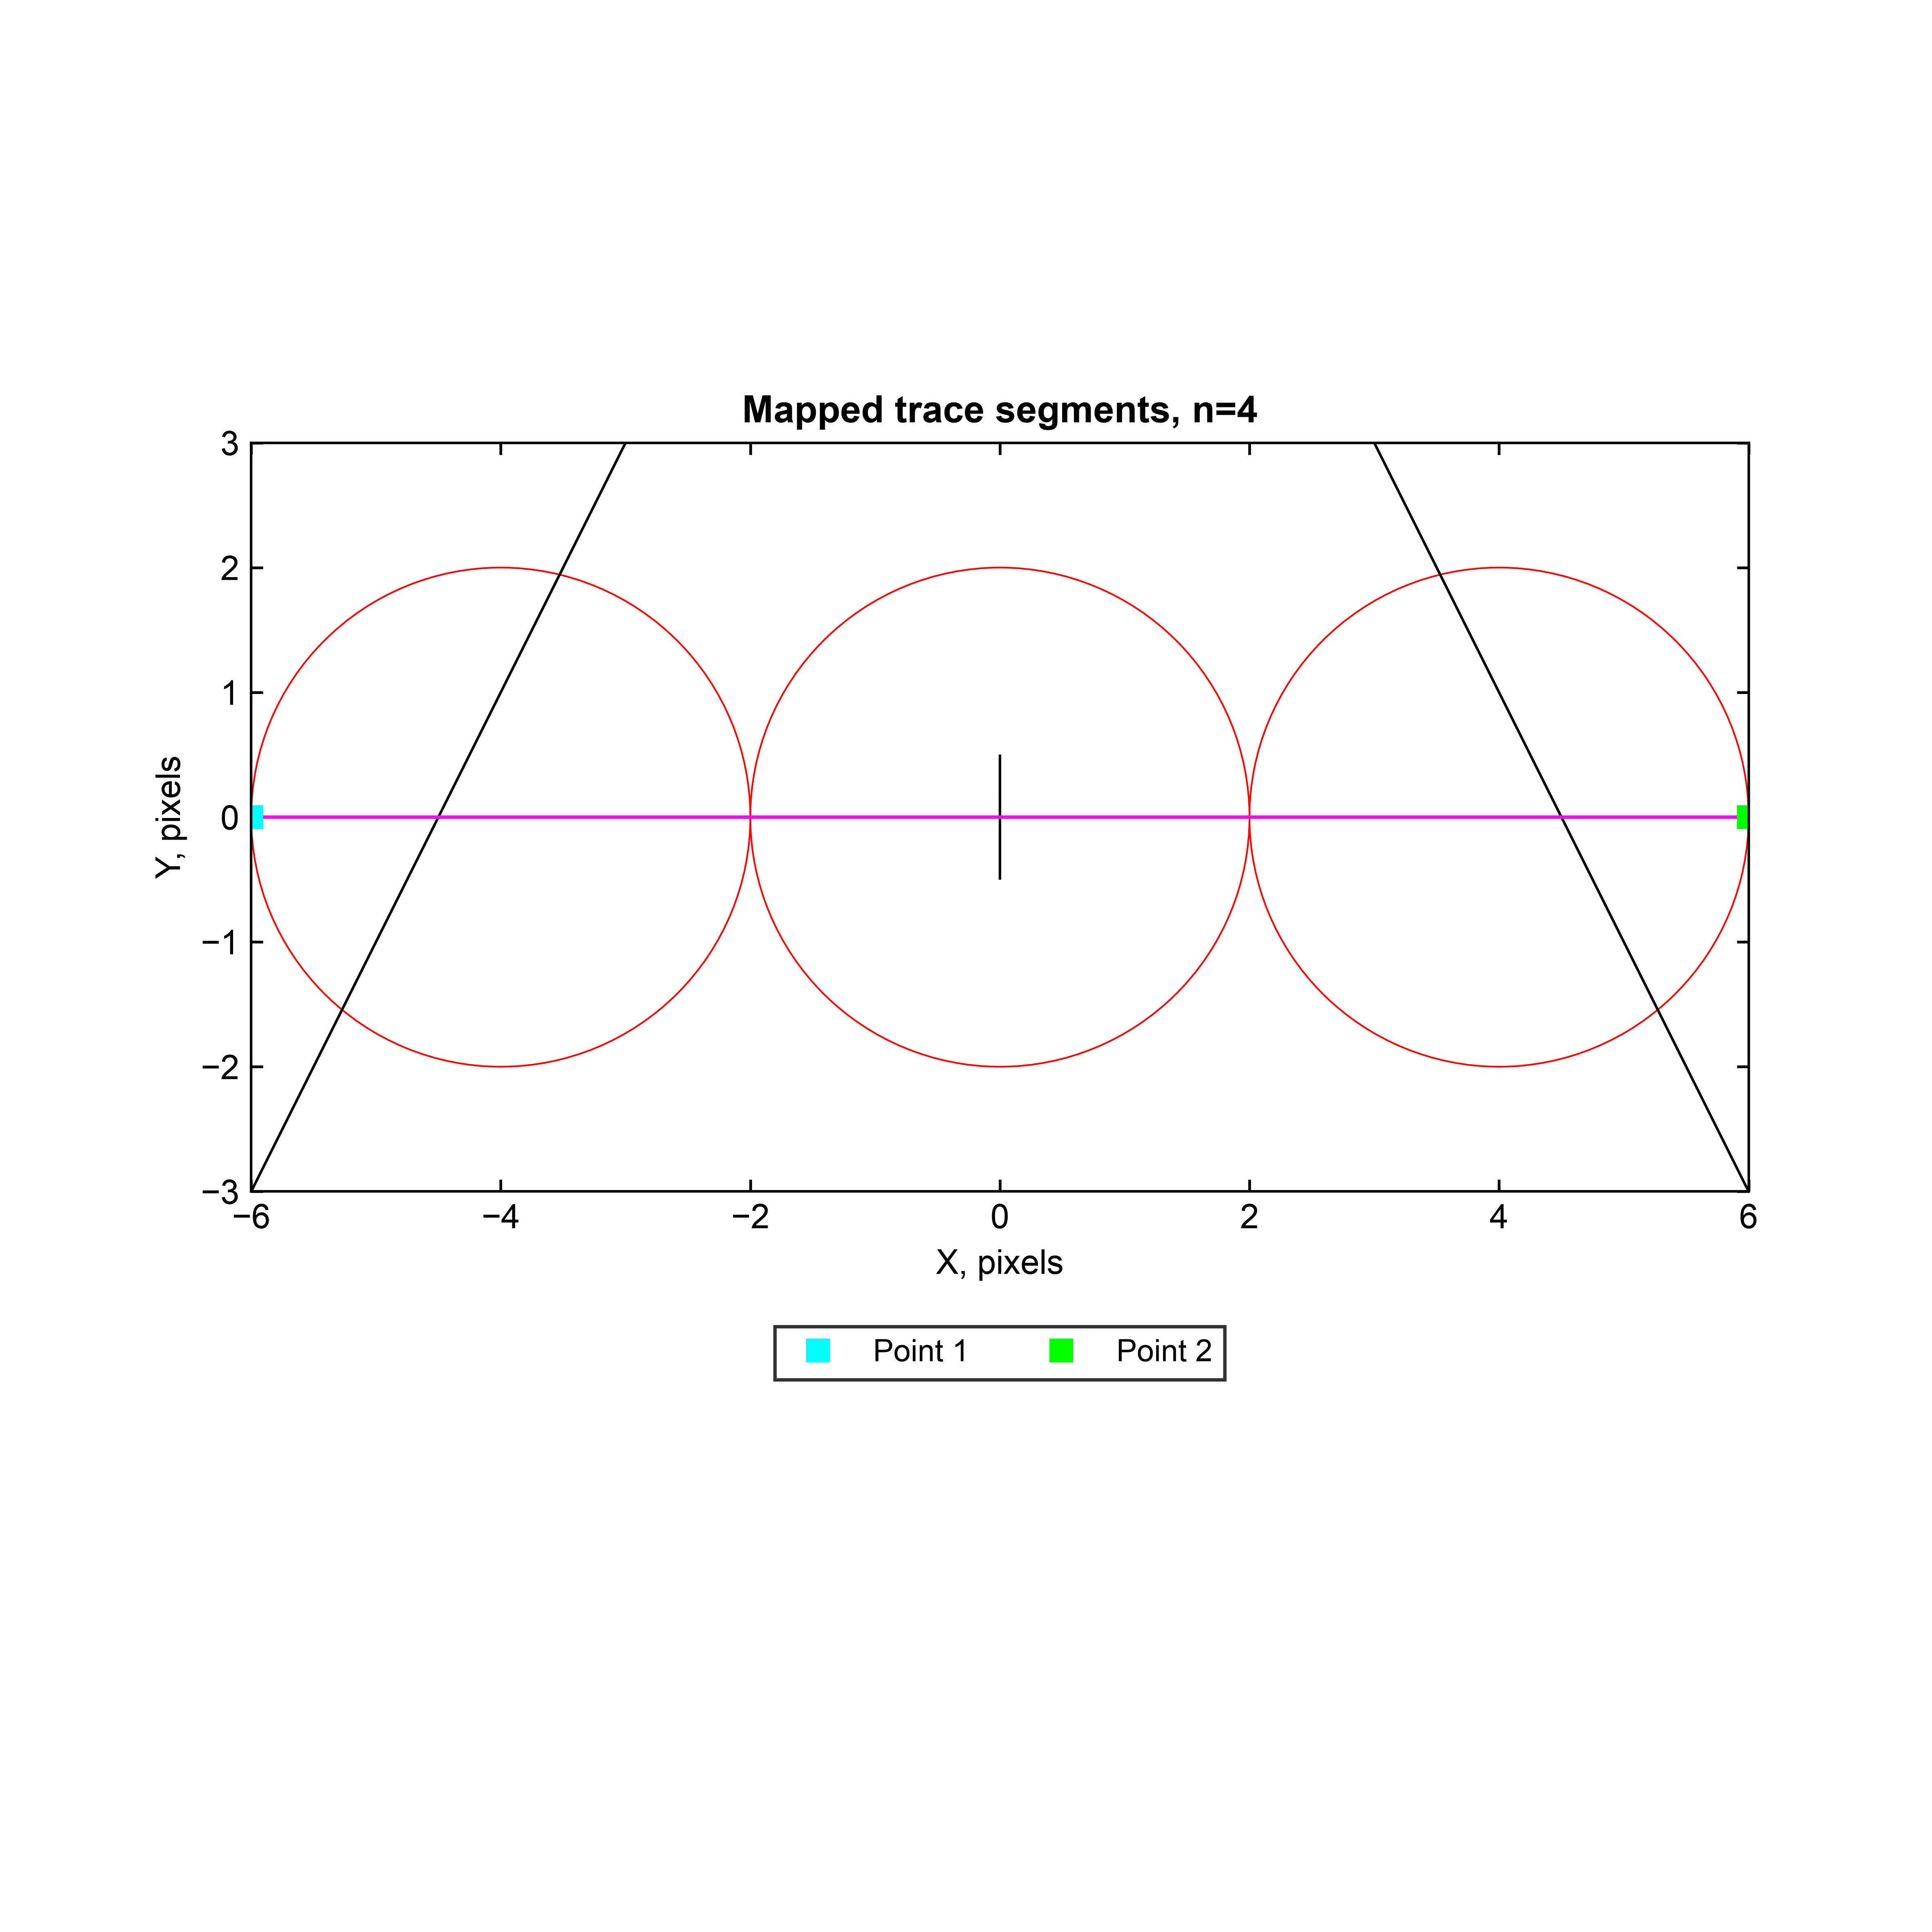 Mapped trace segments, n=4
3
2
1
0
−1
−2
−3
Y, pixels
−6 −4 −2 0 2 4 6
X, pixels
Point 1 Point 2